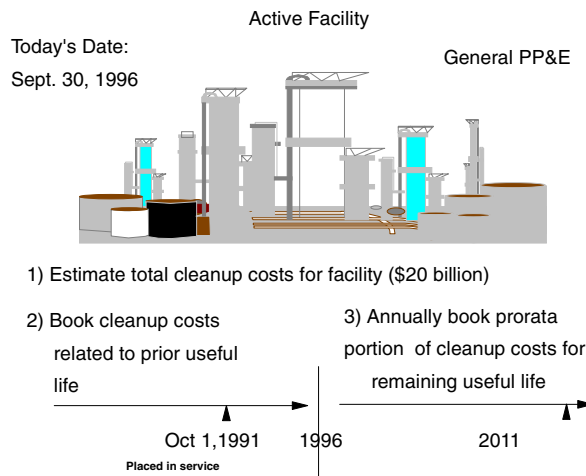 Active Facility
Today's Date:
Sept. 30, 1996
General PP&E
1) Estimate total cleanup costs for facility ($20 billion)
2) Book cleanup costs
related to prior useful
life
3) Annually book prorata
portion of cleanup costs for
remaining useful life
Oct 1,1991
1996
2011
Placed in service